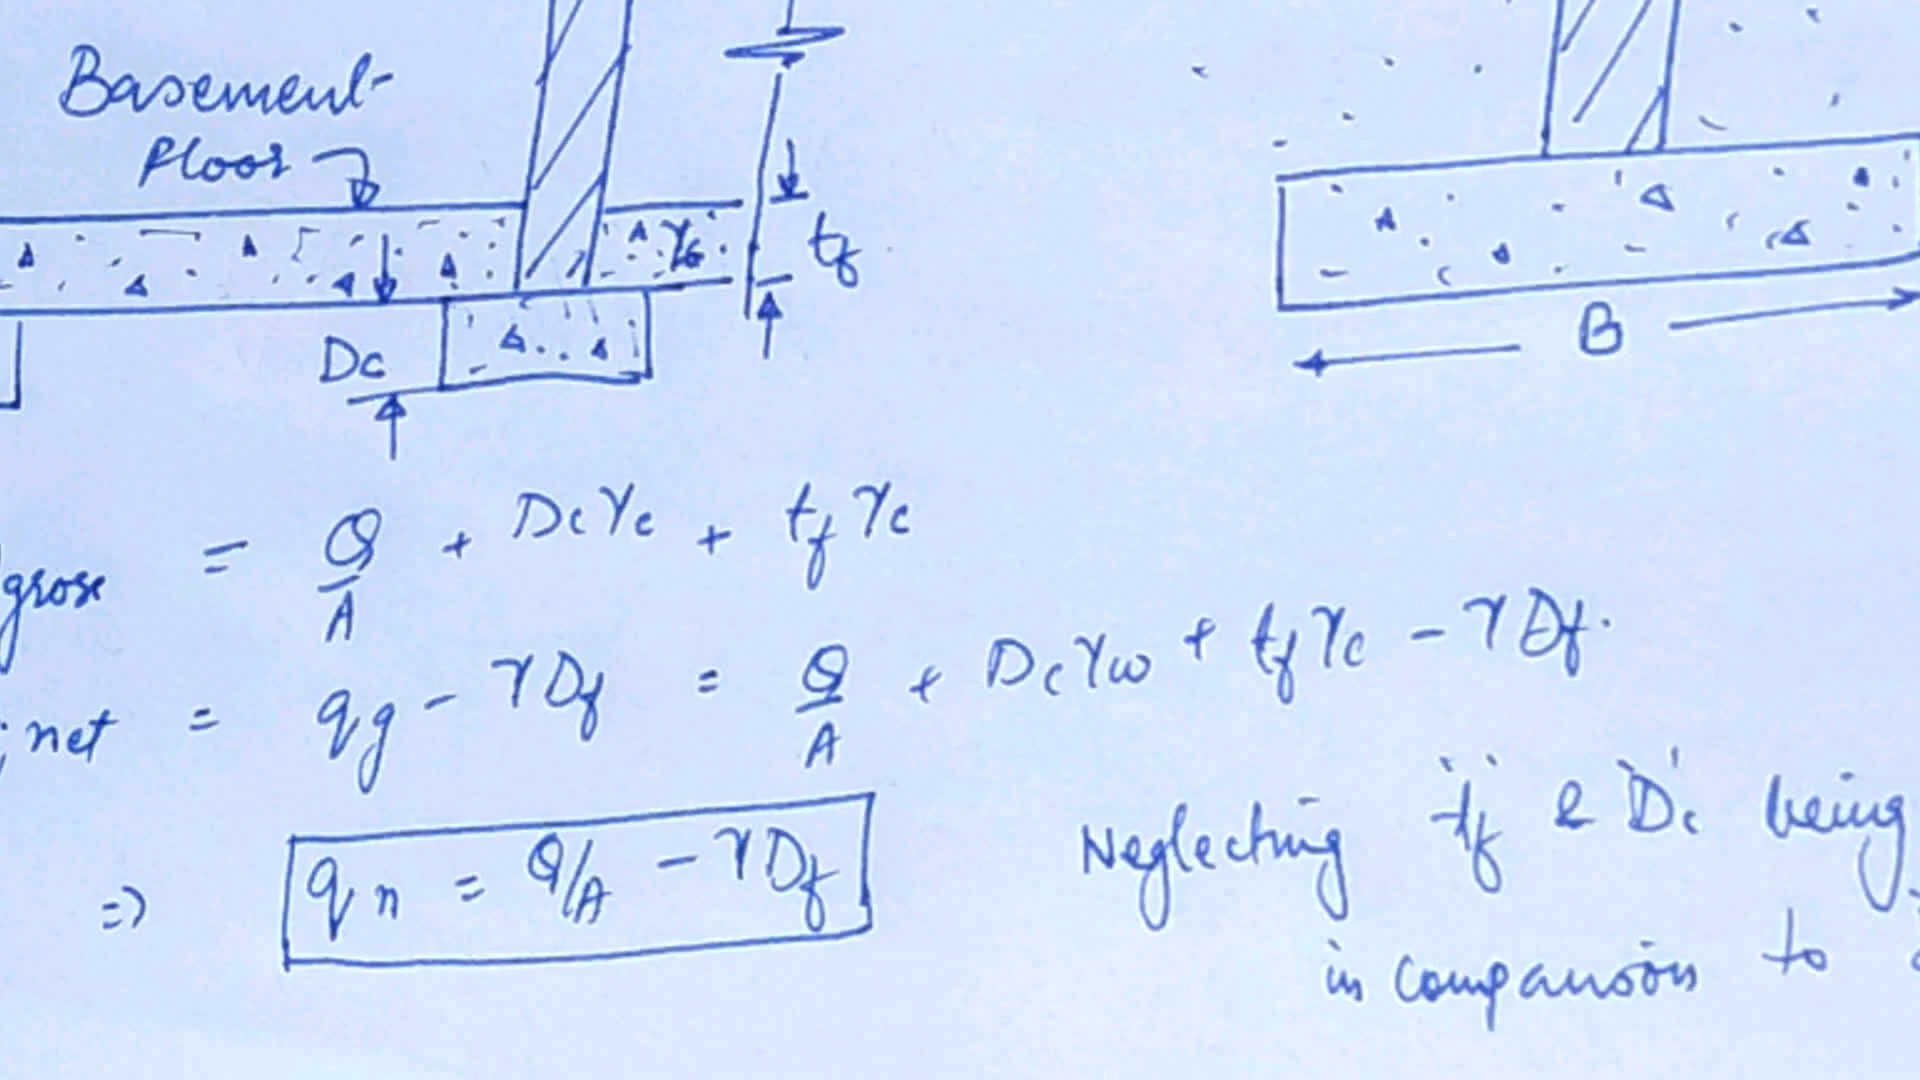 Basement
floor
γc
tf
Dc
B
gross = Q/A + Dcγc + tfγc
; net = qg - γDf = Q/A + Dcγw + tfγc - γDf.
=> qn = Q/A - γDf
Neglecting 'tf' & 'Dc' being
in comparison to